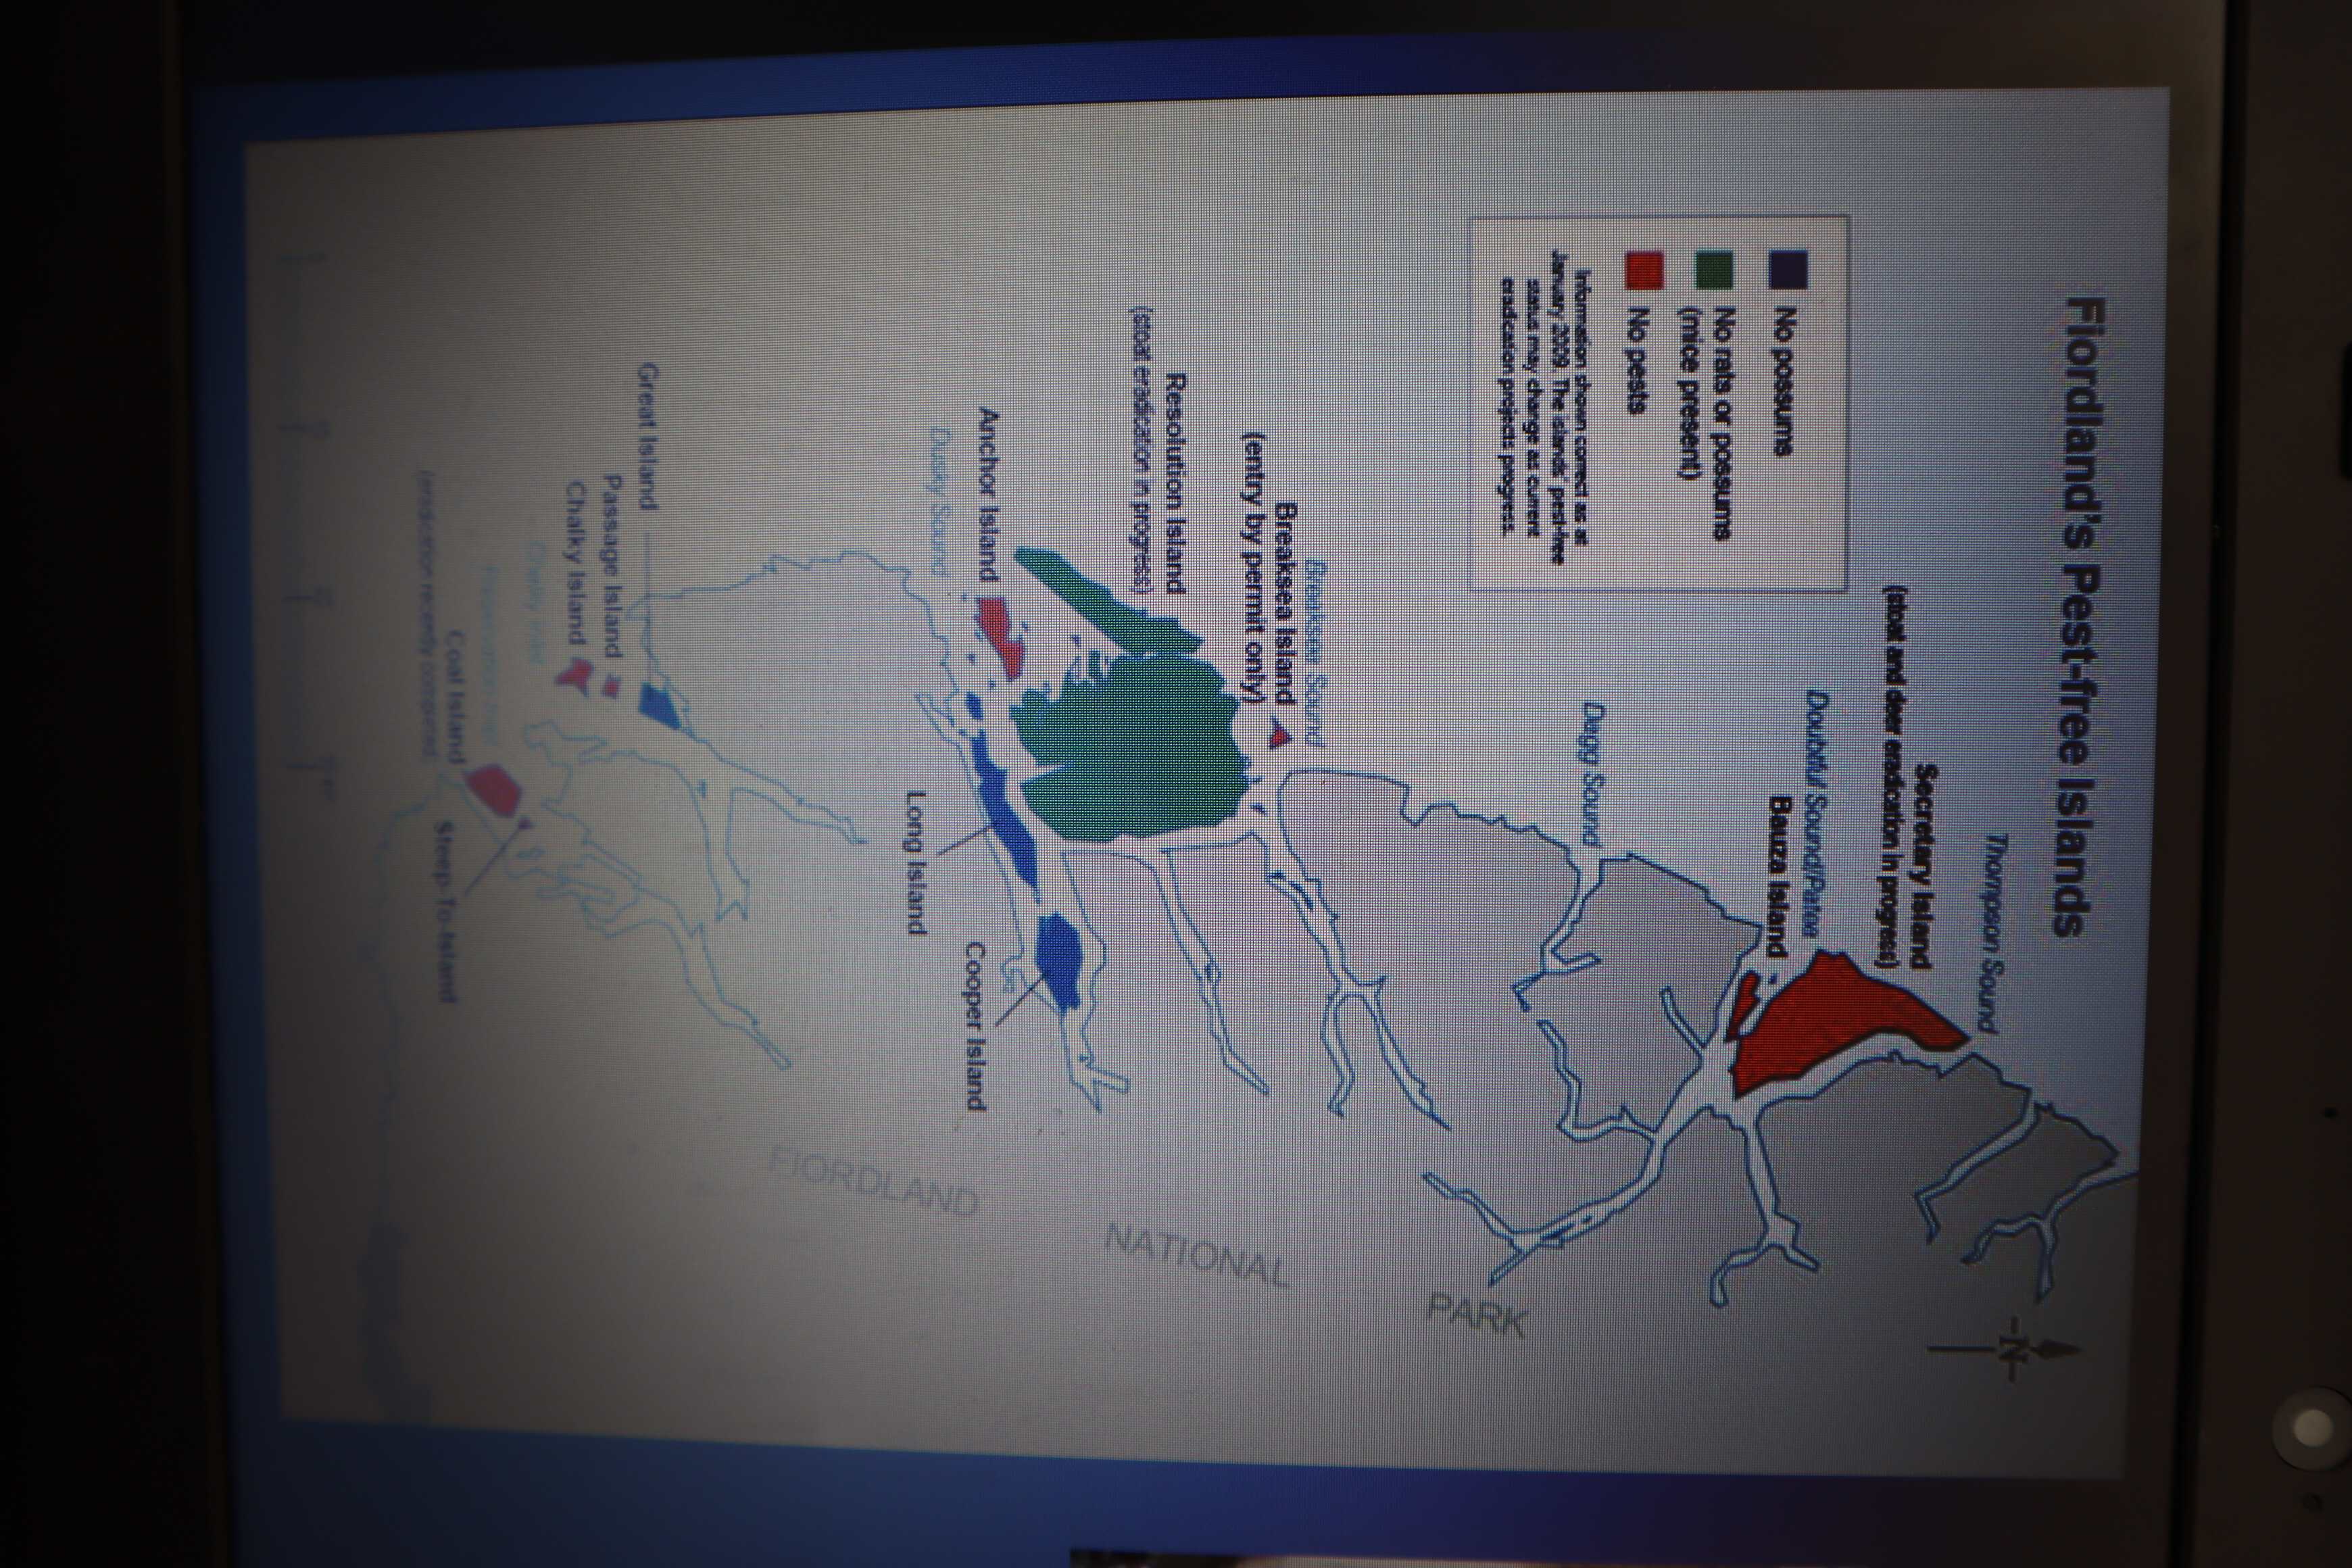 Fiordland's Pest-free Islands
Thompson Sound
-N-
Secretary Island
(stoat and deer eradication in progress)
Doubtful Sound/Patea
Bauza Island
No possums
No rats or possums
(mice present)
No pests
Information shown correct as at
January 2009. The islands' pest-free
status may change as current
eradication projects progress.
Dagg Sound
PARK
NATIONAL
FIORDLAND
Breaksea Sound
Breaksea Island
(entry by permit only)
Resolution Island
(stoat eradication in progress)
Anchor Island
Cooper Island
Dusky Sound
Long Island
Great Island
Passage Island
Chalky Island
Chalky Inlet
Preservation Inlet
Coal Island
(eradication recently completed)
Steep-To-Island